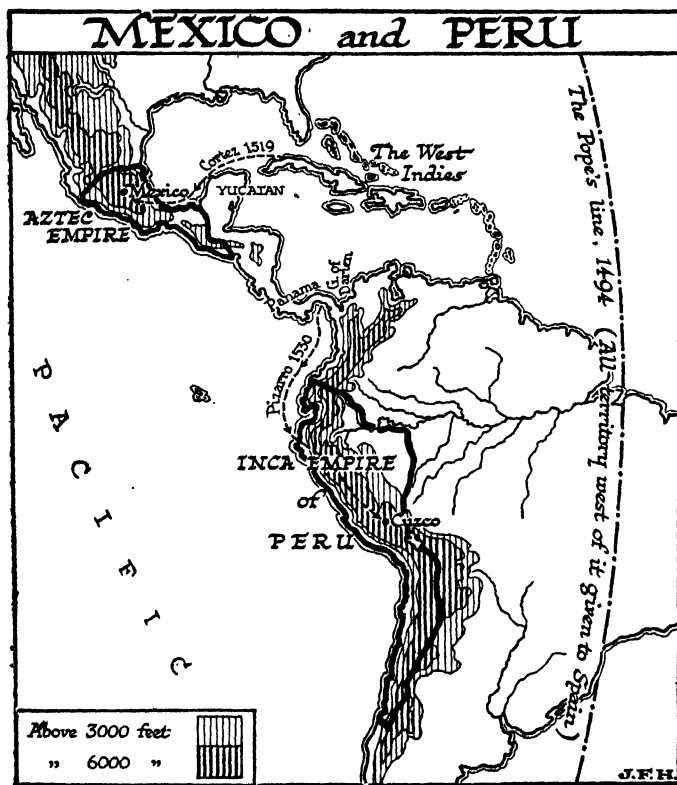 MEXICO and PERU
Cortez 1519
The West
Indies
Mexico
YUCATAN
AZTEC
EMPIRE
Panama
G. of
Darien
Pizarro 1530
INCA EMPIRE
of
PERU
Cuzco
PACIFIC
The Pope's line, 1494 (All territory west of it given to Spain)
Above 3000 feet
„ 6000 „
J.F.H.